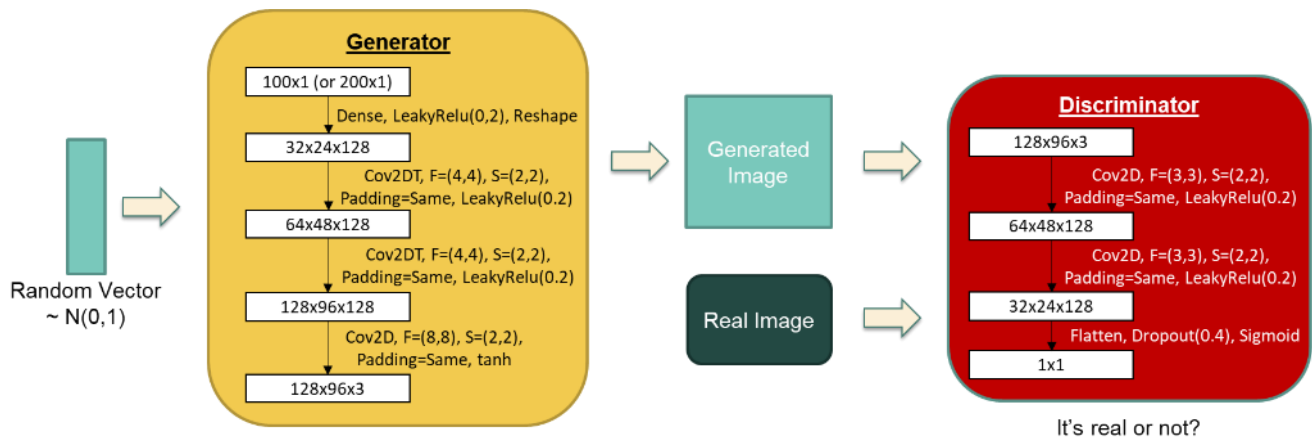 Random Vector
~ N(0,1)
Generator
100x1 (or 200x1)
Dense, LeakyRelu(0,2), Reshape
32x24x128
Cov2DT, F=(4,4), S=(2,2),
Padding=Same, LeakyRelu(0.2)
64x48x128
Cov2DT, F=(4,4), S=(2,2),
Padding=Same, LeakyRelu(0.2)
128x96x128
Cov2D, F=(8,8), S=(2,2),
Padding=Same, tanh
128x96x3
Generated
Image
Real Image
Discriminator
128x96x3
Cov2D, F=(3,3), S=(2,2),
Padding=Same, LeakyRelu(0.2)
64x48x128
Cov2D, F=(3,3), S=(2,2),
Padding=Same, LeakyRelu(0.2)
32x24x128
Flatten, Dropout(0.4), Sigmoid
1x1
It's real or not?